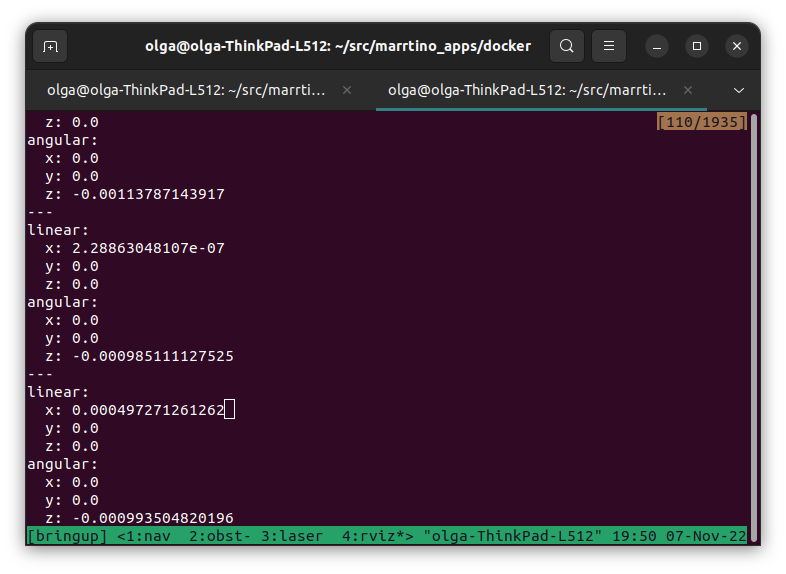 olga@olga-ThinkPad-L512: ~/src/marrtino_apps/docker
olga@olga-ThinkPad-L512: ~/src/marrti... × olga@olga-ThinkPad-L512: ~/src/marrti... ×
  z: 0.0 [110/1935]
angular:
  x: 0.0
  y: 0.0
  z: -0.00113787143917
---
linear:
  x: 2.28863048107e-07
  y: 0.0
  z: 0.0
angular:
  x: 0.0
  y: 0.0
  z: -0.000985111127525
---
linear:
  x: 0.000497271261262
  y: 0.0
  z: 0.0
angular:
  x: 0.0
  y: 0.0
  z: -0.000993504820196
[bringup] <1:nav  2:obst- 3:laser  4:rviz*> "olga-ThinkPad-L512" 19:50 07-Nov-22